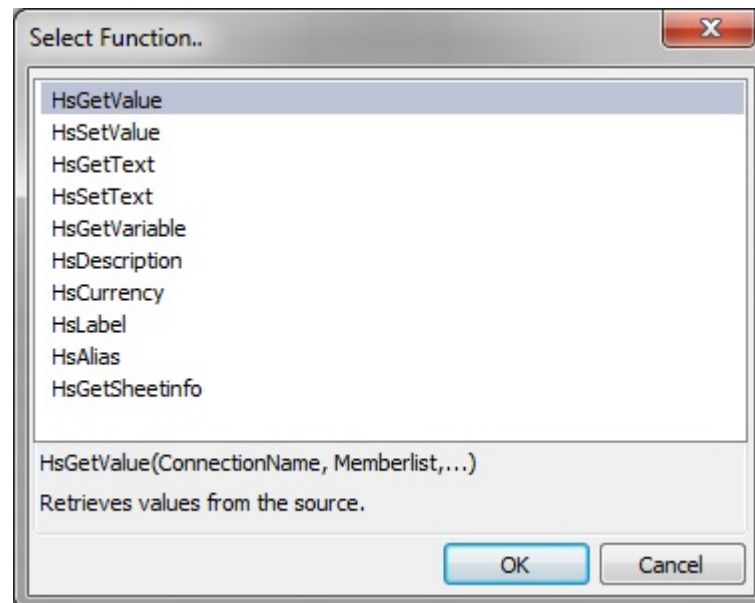 Select Function..
HsGetValue
HsSetValue
HsGetText
HsSetText
HsGetVariable
HsDescription
HsCurrency
HsLabel
HsAlias
HsGetSheetinfo
HsGetValue(ConnectionName, Memberlist,...)
Retrieves values from the source.
OK Cancel